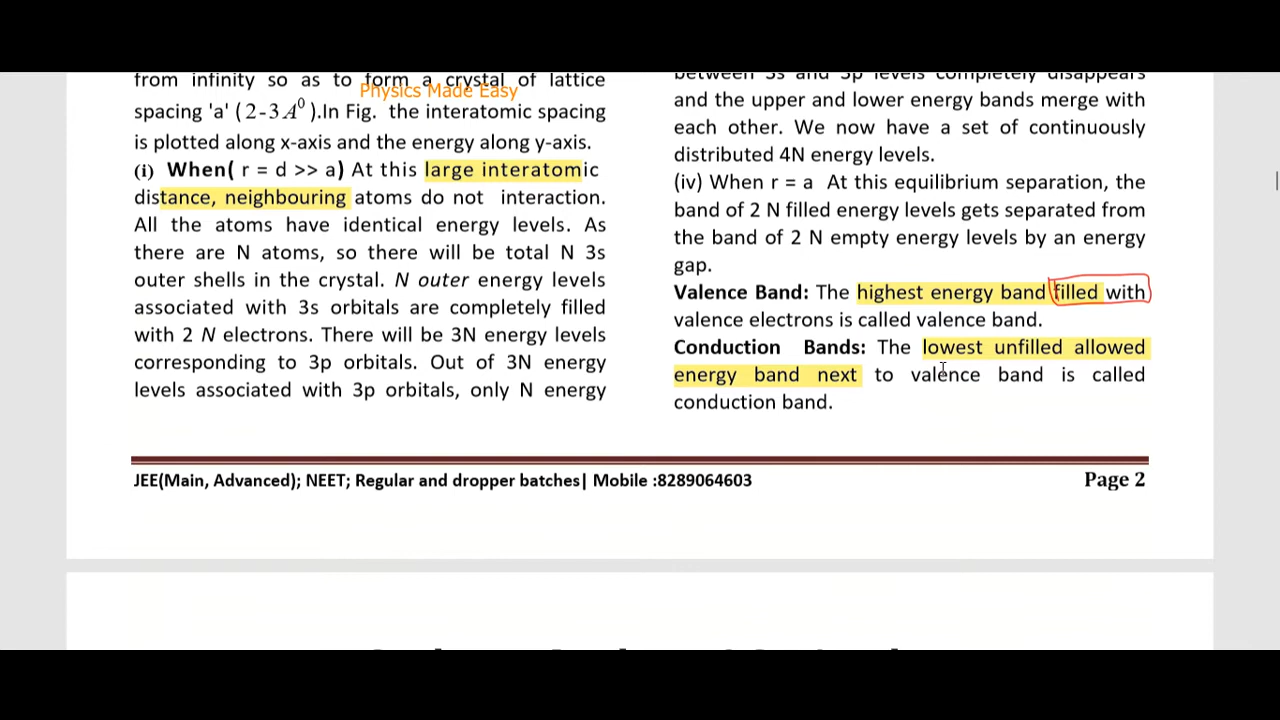 from infinity so as to form a crystal of lattice
Physics Made Easy
spacing 'a' (2-3A⁰).In Fig. the interatomic spacing
is plotted along x-axis and the energy along y-axis.
(i) When( r = d >> a) At this large interatomic
distance, neighbouring atoms do not interaction.
All the atoms have identical energy levels. As
there are N atoms, so there will be total N 3s
outer shells in the crystal. N outer energy levels
associated with 3s orbitals are completely filled
with 2 N electrons. There will be 3N energy levels
corresponding to 3p orbitals. Out of 3N energy
levels associated with 3p orbitals, only N energy
between 3s and 3p levels completely disappears
and the upper and lower energy bands merge with
each other. We now have a set of continuously
distributed 4N energy levels.
(iv) When r = a At this equilibrium separation, the
band of 2 N filled energy levels gets separated from
the band of 2 N empty energy levels by an energy
gap.
Valence Band: The highest energy band filled with
valence electrons is called valence band.
Conduction Bands: The lowest unfilled allowed
energy band next to valence band is called
conduction band.
JEE(Main, Advanced); NEET; Regular and dropper batches| Mobile :8289064603
Page 2